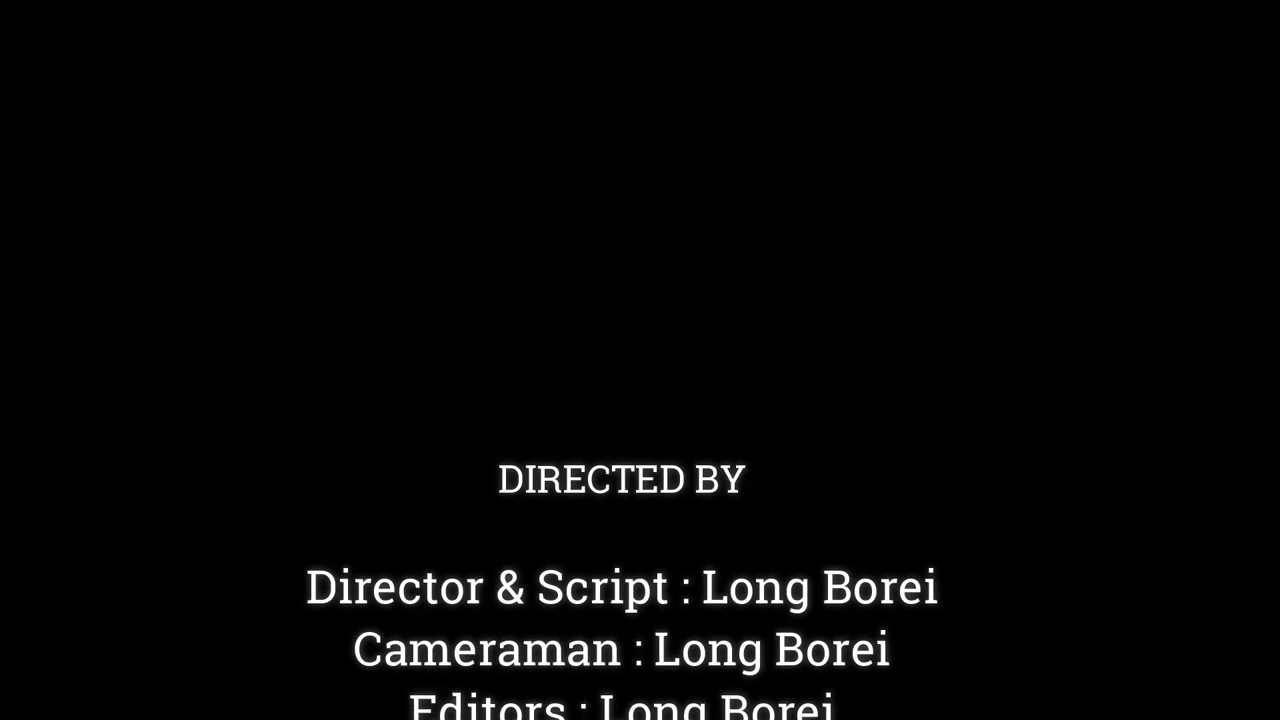 DIRECTED BY
Director & Script : Long Borei
Cameraman : Long Borei
Editors : Long Borei